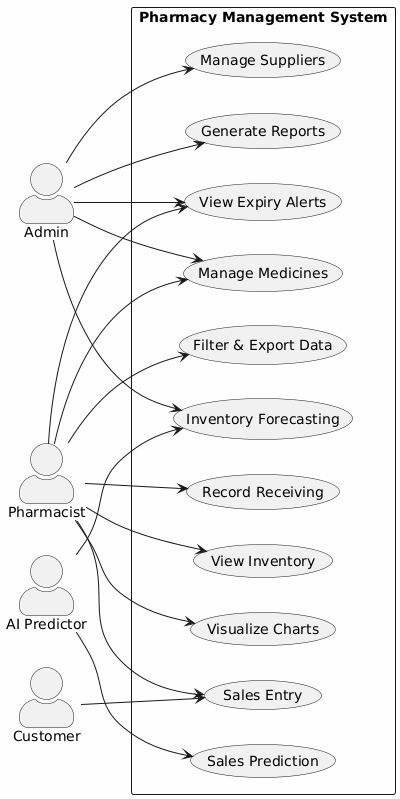 Pharmacy Management System
Manage Suppliers
Generate Reports
View Expiry Alerts
Admin
Manage Medicines
Filter & Export Data
Inventory Forecasting
Record Receiving
Pharmacist
View Inventory
AI Predictor
Visualize Charts
Sales Entry
Customer
Sales Prediction